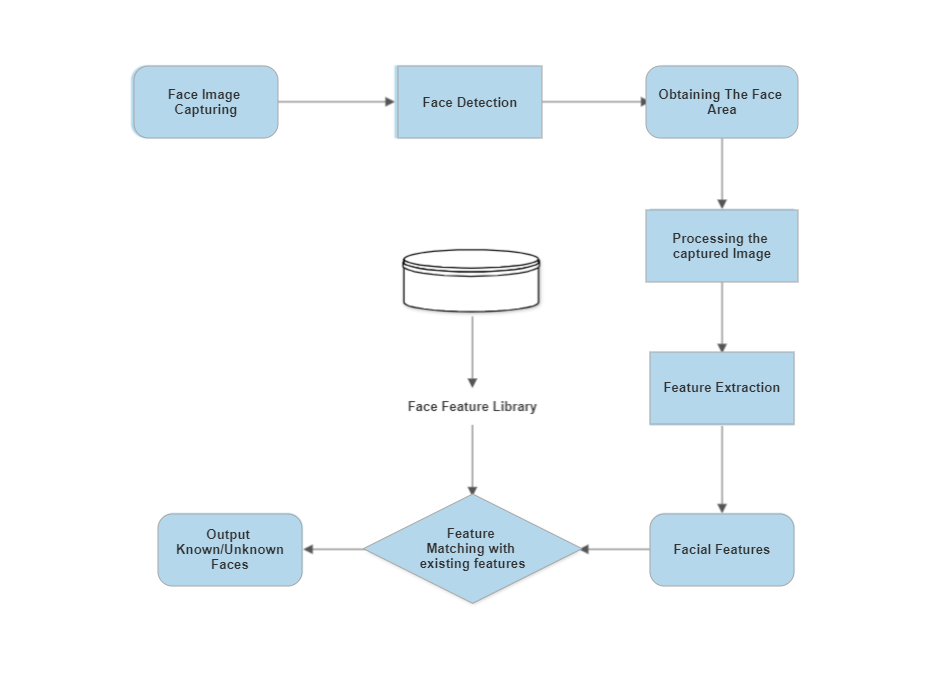 Face Image
Capturing
Face Detection
Obtaining The Face
Area
Processing the
captured Image
Feature Extraction
Face Feature Library
Output
Known/Unknown
Faces
Feature
Matching with
existing features
Facial Features